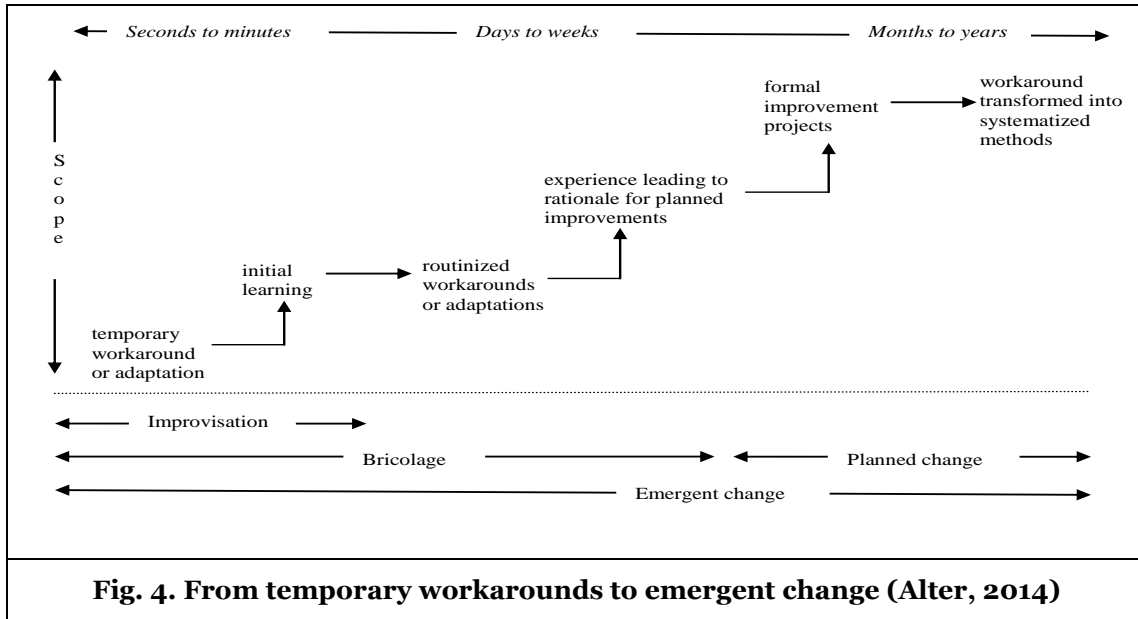 Seconds to minutes Days to weeks Months to years
Scope
formal
improvement
projects
workaround
transformed into
systematized
methods
experience leading to
rationale for planned
improvements
initial
learning
routinized
workarounds
or adaptations
temporary
workaround
or adaptation
Improvisation
Bricolage Planned change
Emergent change
Fig. 4. From temporary workarounds to emergent change (Alter, 2014)